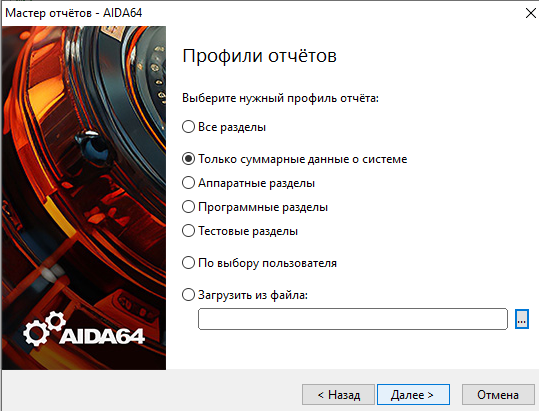 Мастер отчётов - AIDA64
Профили отчётов
Выберите нужный профиль отчёта:
Все разделы
Только суммарные данные о системе
Аппаратные разделы
Программные разделы
Тестовые разделы
По выбору пользователя
Загрузить из файла:
...
AIDA64
< Назад
Далее >
Отмена